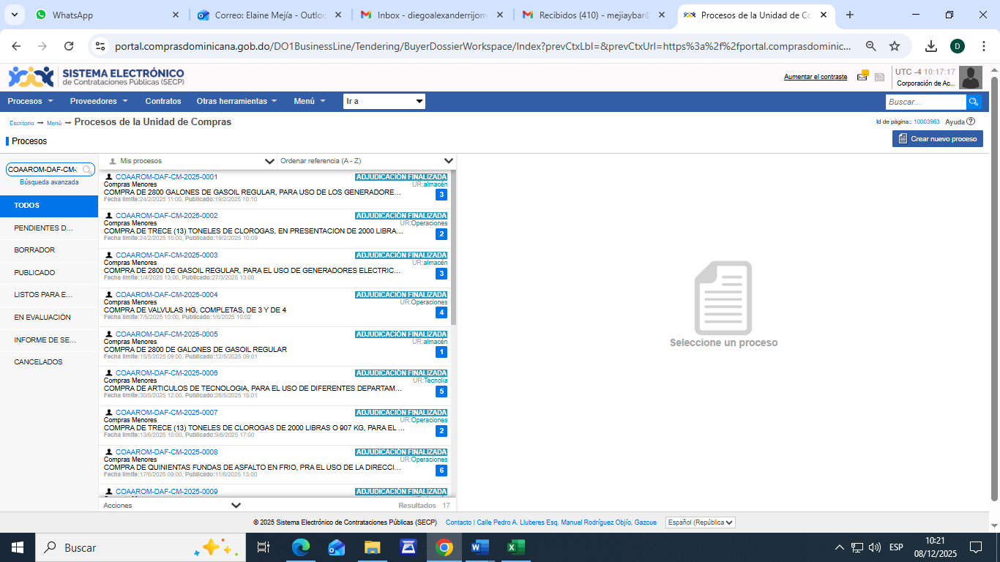 WhatsApp
Correo: Elaine Mejía - Outloo
Inbox - diegoalexanderrijom
Recibidos (410) - mejiaybar@
Procesos de la Unidad de Co
portal.comprasdominicana.gob.do/DO1BusinessLine/Tendering/BuyerDossierWorkspace/Index?prevCtxLbl=&prevCtxUrl=https%3a%2f%2fportal.comprasdominic...
D
SISTEMA ELECTRÓNICO
de Contrataciones Públicas (SECP)
Aumentar el contraste
UTC -4 10:17:17
Corporación de Ac...
Procesos
Proveedores
Contratos
Otras herramientas
Menú
Ir a
Buscar...
Escritorio → Menú → Procesos de la Unidad de Compras
Id de página:: 10003963 Ayuda
Procesos
Crear nuevo proceso
COAAROM-DAF-CM-2
Búsqueda avanzada
TODOS
PENDIENTES D...
BORRADOR
PUBLICADO
LISTOS PARA E...
EN EVALUACIÓN
INFORME DE SE...
CANCELADOS
Mis procesos
Ordenar referencia (A - Z)
COAAROM-DAF-CM-2025-0001 ADJUDICACIÓN FINALIZADA
Compras Menores UR:almacén
COMPRA DE 2800 GALONES DE GASOIL REGULAR, PARA USO DE LOS GENERADORE... 3
Fecha límite:24/2/2025 11:00, Publicado:19/2/2025 10:10
COAAROM-DAF-CM-2025-0002 ADJUDICACIÓN FINALIZADA
Compras Menores UR:Operaciones
COMPRA DE TRECE (13) TONELES DE CLOROGAS, EN PRESENTACION DE 2000 LIBRA... 2
Fecha límite:24/2/2025 10:00, Publicado:19/2/2025 10:09
COAAROM-DAF-CM-2025-0003 ADJUDICACIÓN FINALIZADA
Compras Menores UR:almacén
COMPRA DE 2800 DE GASOIL REGULAR, PARA EL USO DE GENERADORES ELECTRIC... 3
Fecha límite:1/4/2025 13:00, Publicado:27/3/2025 13:00
COAAROM-DAF-CM-2025-0004 ADJUDICACIÓN FINALIZADA
Compras Menores UR:Operaciones
COMPRA DE VALVULAS HG, COMPLETAS, DE 3 Y DE 4 4
Fecha límite:7/5/2025 10:00, Publicado:1/5/2025 10:02
COAAROM-DAF-CM-2025-0005 ADJUDICACIÓN FINALIZADA
Compras Menores UR:almacén
COMPRA DE 2800 DE GALONES DE GASOIL REGULAR 1
Fecha límite:15/5/2025 09:00, Publicado:12/5/2025 09:01
COAAROM-DAF-CM-2025-0006 ADJUDICACIÓN FINALIZADA
Compras Menores UR:Tecnolia
COMPRA DE ARTICULOS DE TECNOLOGIA, PARA EL USO DE DIFERENTES DEPARTAM... 5
Fecha límite:30/5/2025 12:00, Publicado:26/5/2025 15:01
COAAROM-DAF-CM-2025-0007 ADJUDICACIÓN FINALIZADA
Compras Menores UR:Operaciones
COMPRA DE TRECE (13) TONELES DE CLOROGAS DE 2000 LIBRAS O 907 KG, PARA EL ... 2
Fecha límite:13/6/2025 10:00, Publicado:9/6/2025 17:00
COAAROM-DAF-CM-2025-0008 ADJUDICACIÓN FINALIZADA
Compras Menores UR:Operaciones
COMPRA DE QUINIENTAS FUNDAS DE ASFALTO EN FRIO, PRA EL USO DE LA DIRECCI... 6
Fecha límite:17/6/2025 09:00, Publicado:11/6/2025 13:00
COAAROM-DAF-CM-2025-0009 ADJUDICACIÓN FINALIZADA
Acciones
Resultados 17
Seleccione un proceso
© 2025 Sistema Electrónico de Contrataciones Públicas (SECP) Contacto | Calle Pedro A. Lluberes Esq. Manuel Rodríguez Objío, Gazcue Español (República
Buscar
ESP
10:21
08/12/2025